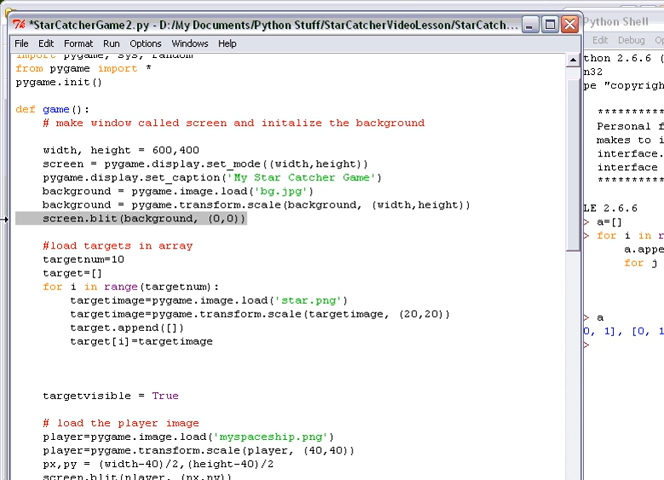 *StarCatcherGame2.py - D:/My Documents/Python Stuff/StarCatcherVideoLesson/StarCatch...
File Edit Format Run Options Windows Help
import pygame, sys, random
from pygame import *
pygame.init()
def game():
# make window called screen and initalize the background
width, height = 600,400
screen = pygame.display.set_mode((width,height))
pygame.display.set_caption('My Star Catcher Game')
background = pygame.image.load('bg.jpg')
background = pygame.transform.scale(background, (width,height))
screen.blit(background, (0,0))
#load targets in array
targetnum=10
target=[]
for i in range(targetnum):
targetimage=pygame.image.load('star.png')
targetimage=pygame.transform.scale(targetimage, (20,20))
target.append([])
target[i]=targetimage
targetvisible = True
# load the player image
player=pygame.image.load('myspaceship.png')
player=pygame.transform.scale(player, (40,40))
px,py = (width-40)/2,(height-40)/2
screen.blit(player, (px,py))
Python Shell
Edit Debug
thon 2.6.6 (
n32
pe "copyrigh
***********
Personal f
makes to i
interface.
interface
***********
LE 2.6.6
> a=[]
> for i in r
a.appe
for j
> a
0, 1], [0, 1
>